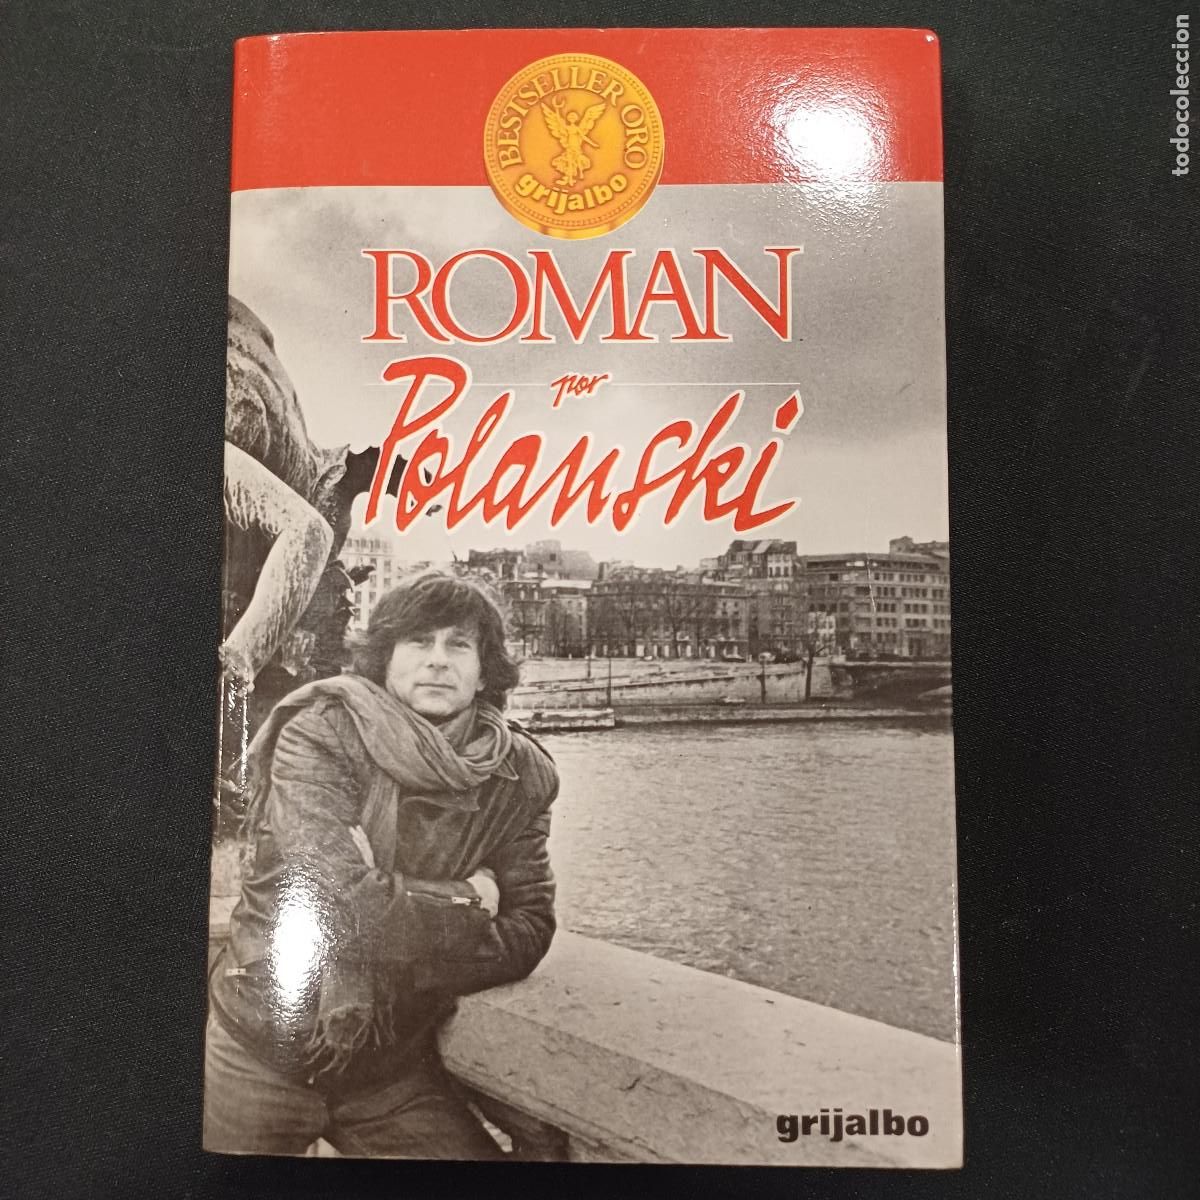 BESTSELLER ORO
grijalbo
ROMAN
por
Polanski
grijalbo
todocoleccion